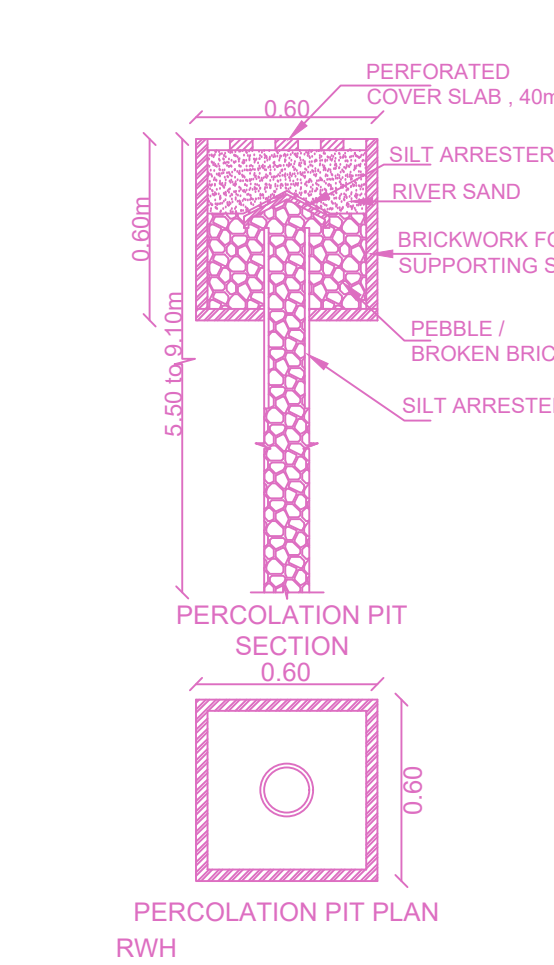 PERFORATED
COVER SLAB , 40m
0.60
SILT ARRESTER
RIVER SAND
0.60m
BRICKWORK FO
SUPPORTING S
5.50 to 9.10m
PEBBLE /
BROKEN BRIC
SILT ARRESTER
PERCOLATION PIT
SECTION
0.60
0.60
PERCOLATION PIT PLAN
RWH